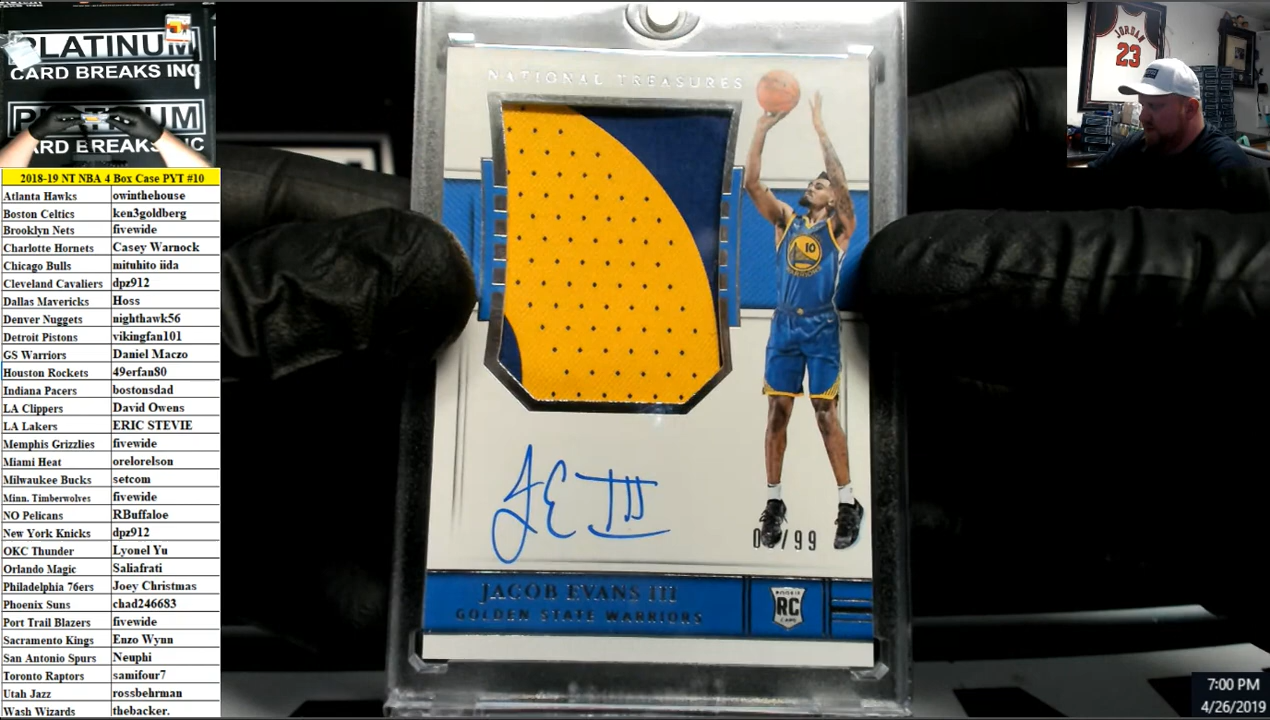 PLATINUM
CARD BREAKS INC
CARD BREAKS INC
2018-19 NT NBA 4 Box Case PYT #10
Atlanta Hawks owinthehouse
Boston Celtics ken3goldberg
Brooklyn Nets fivewide
Charlotte Hornets Casey Warnock
Chicago Bulls mituhito iida
Cleveland Cavaliers dpz912
Dallas Mavericks Hoss
Denver Nuggets nighthawk56
Detroit Pistons vikingfan101
GS Warriors Daniel Maczo
Houston Rockets 49erfan80
Indiana Pacers bostonsdad
LA Clippers David Owens
LA Lakers ERIC STEVIE
Memphis Grizzlies fivewide
Miami Heat orelorelson
Milwaukee Bucks setcom
Minn. Timberwolves fivewide
NO Pelicans RBuffaloe
New York Knicks dpz912
OKC Thunder Lyonel Yu
Orlando Magic Saliafrati
Philadelphia 76ers Joey Christmas
Phoenix Suns chad246683
Port Trail Blazers fivewide
Sacramento Kings Enzo Wynn
San Antonio Spurs Neuphi
Toronto Raptors samifour7
Utah Jazz rossbehrman
Wash Wizards thebacker.
NATIONAL TREASURES
10
WARRIORS
JE III
/99
JACOB EVANS III
GOLDEN STATE WARRIORS
ROOKIE
RC
CARD
JORDAN
23
7:00 PM
4/26/2019